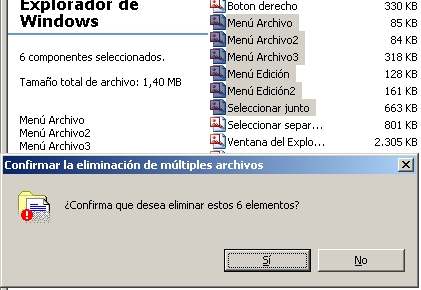 Explorador de
Windows
6 componentes seleccionados.
Tamaño total de archivo: 1,40 MB
Menú Archivo
Menú Archivo2
Menú Archivo3
Boton derecho 330 KB
Menú Archivo 85 KB
Menú Archivo2 84 KB
Menú Archivo3 318 KB
Menú Edición 128 KB
Menú Edición2 161 KB
Seleccionar junto 663 KB
Seleccionar separ... 801 KB
Ventana del Explo... 2.305 KB
Confirmar la eliminación de múltiples archivos
¿Confirma que desea eliminar estos 6 elementos?
Sí
No